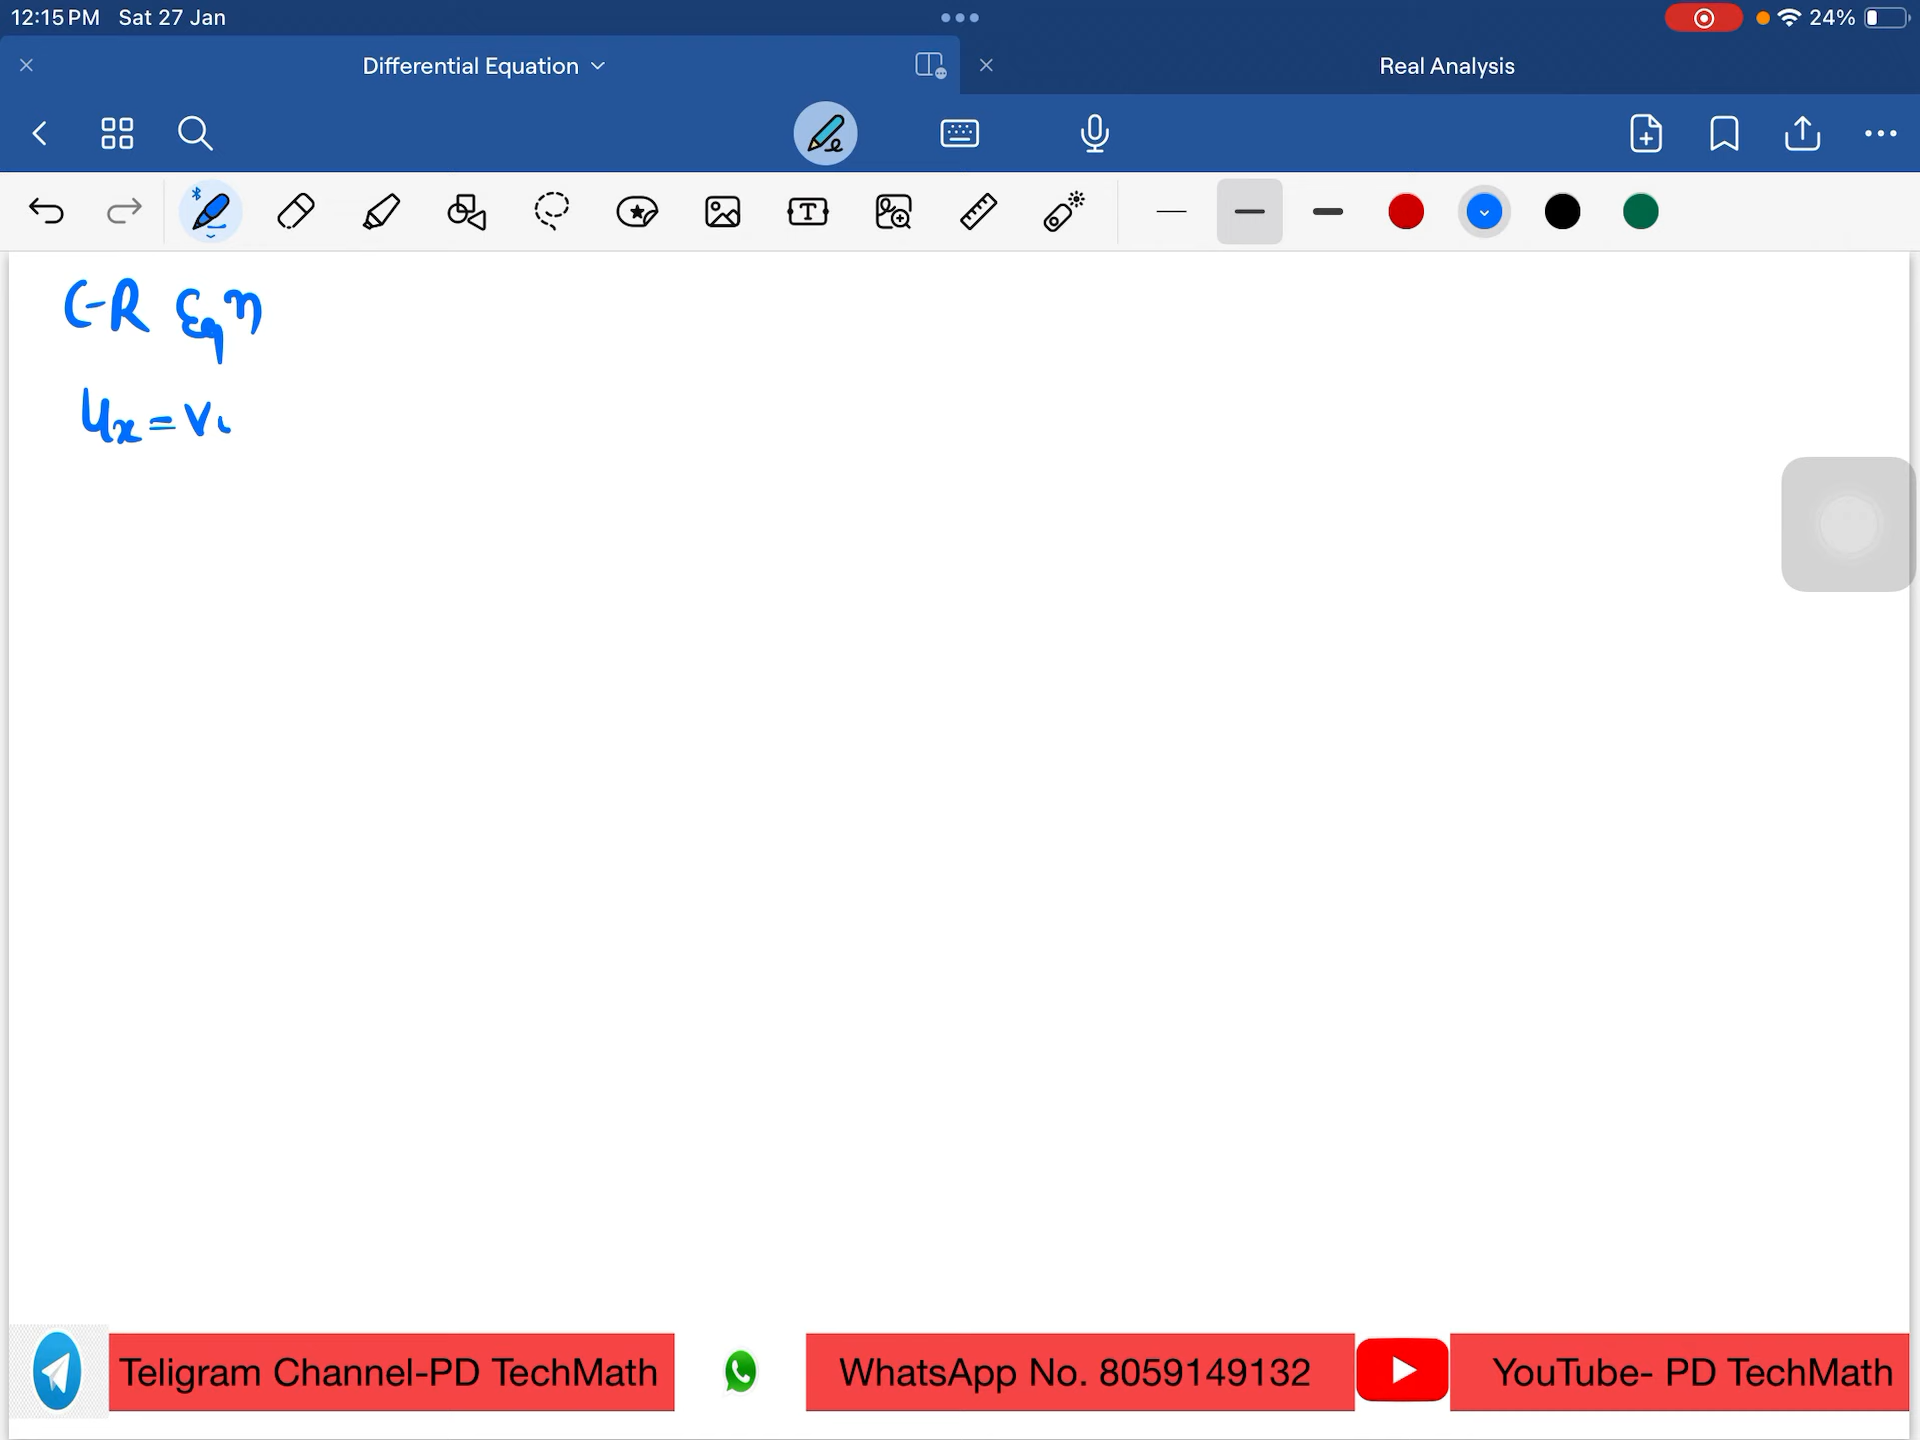 12:15 PM Sat 27 Jan
24%
Differential Equation
Real Analysis
C-R Eqn
Ux = v
Teligram Channel-PD TechMath
WhatsApp No. 8059149132
YouTube- PD TechMath